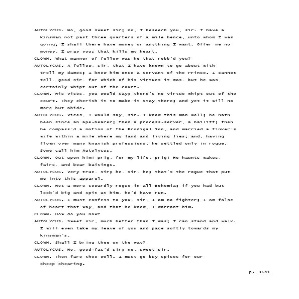 AUTOLYCUS. No, good sweet sir; no, I beseech you, sir. I have a
kinsman not past three quarters of a mile hence, unto whom I was
going; I shall there have money or anything I want. Offer me no
money, I pray you; that kills my heart.
CLOWN. What manner of fellow was he that robb'd you?
AUTOLYCUS. A fellow, sir, that I have known to go about with
troll-my-dames; I knew him once a servant of the Prince. I cannot
tell, good sir, for which of his virtues it was, but he was
certainly whipt out of the court.
CLOWN. His vices, you would say; there's no virtue whipt out of the
court. They cherish it to make it stay there; and yet it will no
more but abide.
AUTOLYCUS. Vices, I would say, sir. I know this man well; he hath
been since an ape-bearer; then a process-server, a bailiff; then
he compass'd a motion of the Prodigal Son, and married a tinker's
wife within a mile where my land and living lies; and, having
flown over many knavish professions, he settled only in rogue.
Some call him Autolycus.
CLOWN. Out upon him! prig, for my life, prig! He haunts wakes,
fairs, and bear-baitings.
AUTOLYCUS. Very true, sir; he, sir, he; that's the rogue that put
me into this apparel.
CLOWN. Not a more cowardly rogue in all Bohemia; if you had but
look'd big and spit at him, he'd have run.
AUTOLYCUS. I must confess to you, sir, I am no fighter; I am false
of heart that way, and that he knew, I warrant him.
CLOWN. How do you now?
AUTOLYCUS. Sweet sir, much better than I was; I can stand and walk.
I will even take my leave of you and pace softly towards my
kinsman's.
CLOWN. Shall I bring thee on the way?
AUTOLYCUS. No, good-fac'd sir; no, sweet sir.
CLOWN. Then fare thee well. I must go buy spices for our
sheep-shearing.